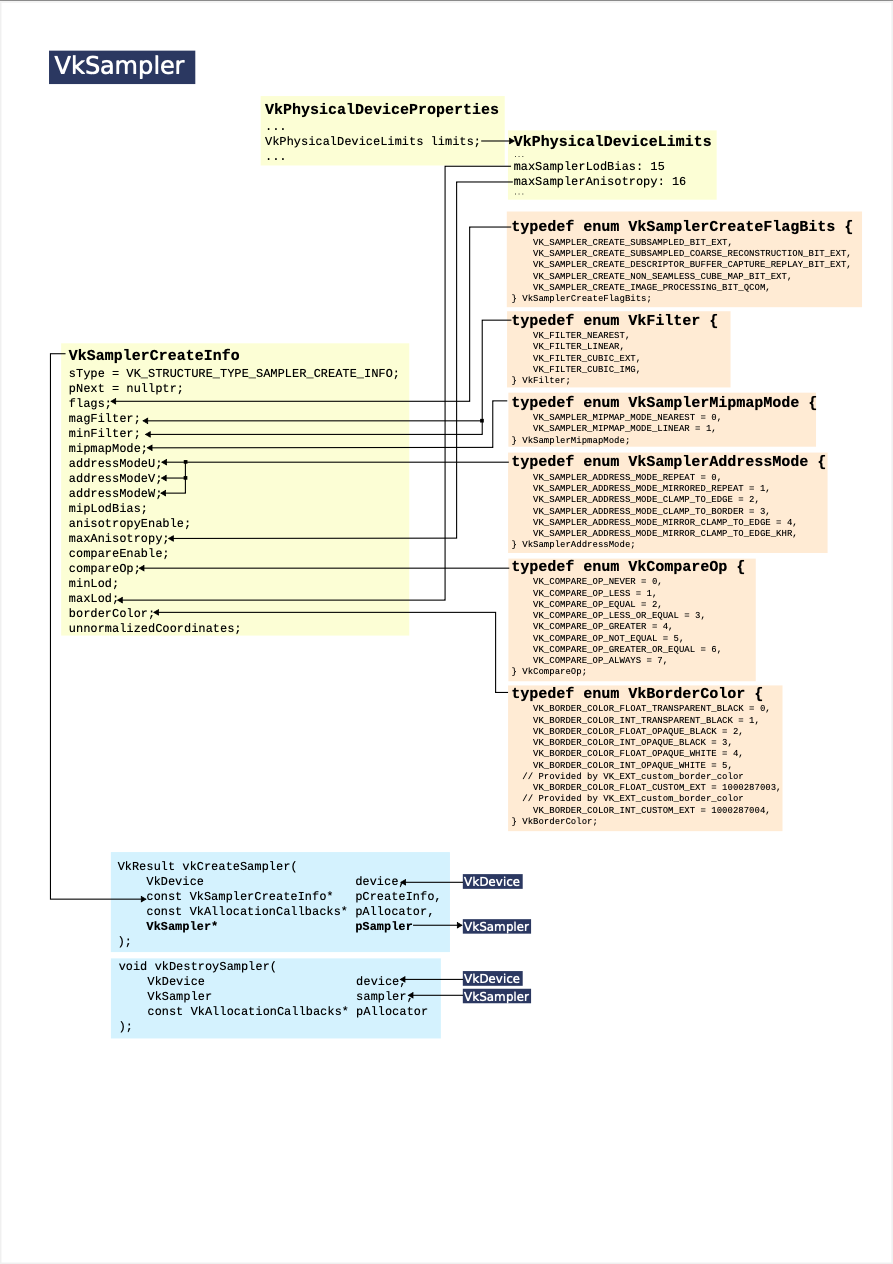 VkSampler
VkPhysicalDeviceProperties
...
VkPhysicalDeviceLimits limits;
...
VkPhysicalDeviceLimits
...
maxSamplerLodBias: 15
maxSamplerAnisotropy: 16
...
typedef enum VkSamplerCreateFlagBits {
VK_SAMPLER_CREATE_SUBSAMPLED_BIT_EXT,
VK_SAMPLER_CREATE_SUBSAMPLED_COARSE_RECONSTRUCTION_BIT_EXT,
VK_SAMPLER_CREATE_DESCRIPTOR_BUFFER_CAPTURE_REPLAY_BIT_EXT,
VK_SAMPLER_CREATE_NON_SEAMLESS_CUBE_MAP_BIT_EXT,
VK_SAMPLER_CREATE_IMAGE_PROCESSING_BIT_QCOM,
} VkSamplerCreateFlagBits;
typedef enum VkFilter {
VK_FILTER_NEAREST,
VK_FILTER_LINEAR,
VK_FILTER_CUBIC_EXT,
VK_FILTER_CUBIC_IMG,
} VkFilter;
typedef enum VkSamplerMipmapMode {
VK_SAMPLER_MIPMAP_MODE_NEAREST = 0,
VK_SAMPLER_MIPMAP_MODE_LINEAR = 1,
} VkSamplerMipmapMode;
typedef enum VkSamplerAddressMode {
VK_SAMPLER_ADDRESS_MODE_REPEAT = 0,
VK_SAMPLER_ADDRESS_MODE_MIRRORED_REPEAT = 1,
VK_SAMPLER_ADDRESS_MODE_CLAMP_TO_EDGE = 2,
VK_SAMPLER_ADDRESS_MODE_CLAMP_TO_BORDER = 3,
VK_SAMPLER_ADDRESS_MODE_MIRROR_CLAMP_TO_EDGE = 4,
VK_SAMPLER_ADDRESS_MODE_MIRROR_CLAMP_TO_EDGE_KHR,
} VkSamplerAddressMode;
typedef enum VkCompareOp {
VK_COMPARE_OP_NEVER = 0,
VK_COMPARE_OP_LESS = 1,
VK_COMPARE_OP_EQUAL = 2,
VK_COMPARE_OP_LESS_OR_EQUAL = 3,
VK_COMPARE_OP_GREATER = 4,
VK_COMPARE_OP_NOT_EQUAL = 5,
VK_COMPARE_OP_GREATER_OR_EQUAL = 6,
VK_COMPARE_OP_ALWAYS = 7,
} VkCompareOp;
typedef enum VkBorderColor {
VK_BORDER_COLOR_FLOAT_TRANSPARENT_BLACK = 0,
VK_BORDER_COLOR_INT_TRANSPARENT_BLACK = 1,
VK_BORDER_COLOR_FLOAT_OPAQUE_BLACK = 2,
VK_BORDER_COLOR_INT_OPAQUE_BLACK = 3,
VK_BORDER_COLOR_FLOAT_OPAQUE_WHITE = 4,
VK_BORDER_COLOR_INT_OPAQUE_WHITE = 5,
// Provided by VK_EXT_custom_border_color
VK_BORDER_COLOR_FLOAT_CUSTOM_EXT = 1000287003,
// Provided by VK_EXT_custom_border_color
VK_BORDER_COLOR_INT_CUSTOM_EXT = 1000287004,
} VkBorderColor;
VkSamplerCreateInfo
sType = VK_STRUCTURE_TYPE_SAMPLER_CREATE_INFO;
pNext = nullptr;
flags;
magFilter;
minFilter;
mipmapMode;
addressModeU;
addressModeV;
addressModeW;
mipLodBias;
anisotropyEnable;
maxAnisotropy;
compareEnable;
compareOp;
minLod;
maxLod;
borderColor;
unnormalizedCoordinates;
VkResult vkCreateSampler(
VkDevice device, VkDevice
const VkSamplerCreateInfo* pCreateInfo,
const VkAllocationCallbacks* pAllocator,
VkSampler* pSampler VkSampler
);
void vkDestroySampler(
VkDevice device, VkDevice
VkSampler sampler, VkSampler
const VkAllocationCallbacks* pAllocator
);